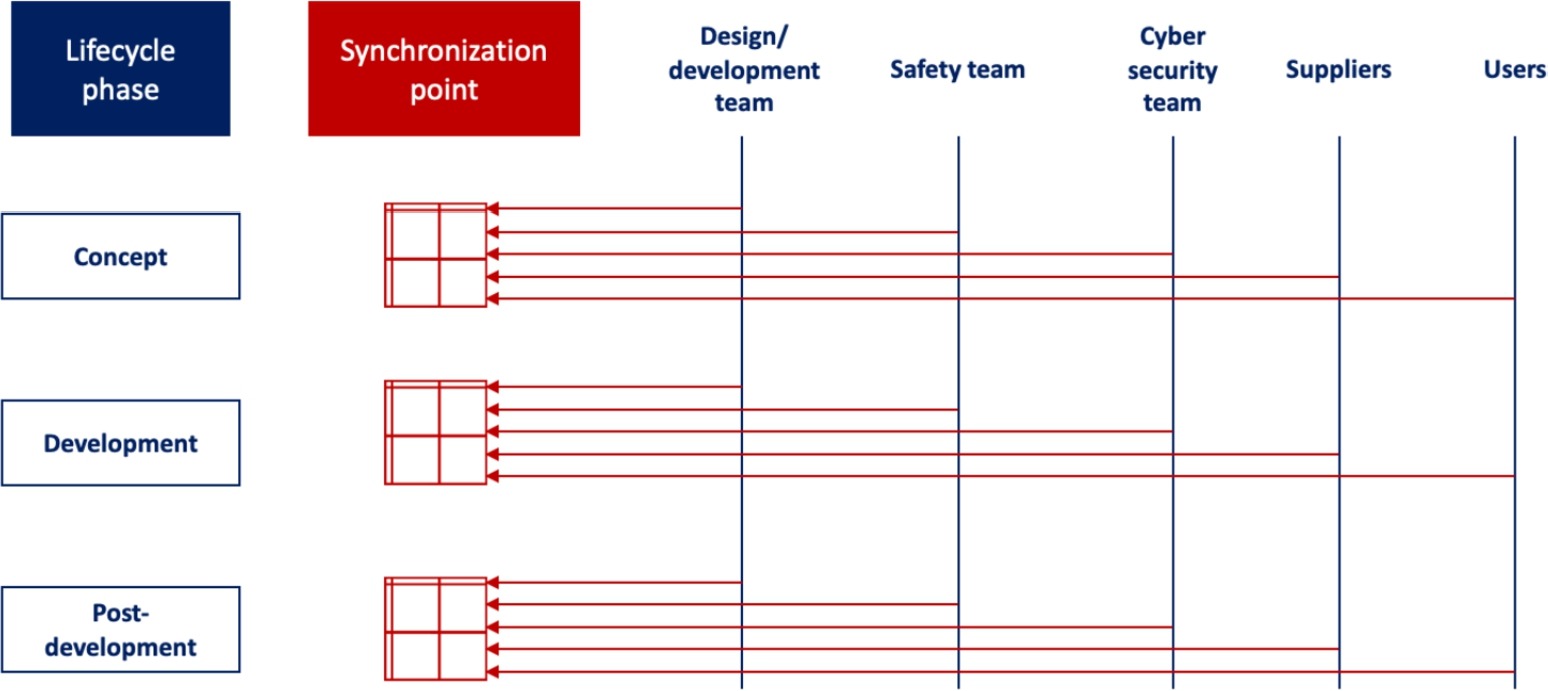 Lifecycle
phase
Synchronization
point
Design/
development
team
Safety team
Cyber
security
team
Suppliers
Users
Concept
Development
Post-
development